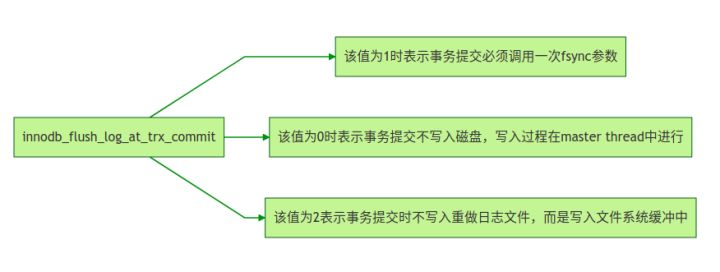 该值为1时表示事务提交必须调用一次fsync参数
innodb_flush_log_at_trx_commit
该值为0时表示事务提交不写入磁盘，写入过程在master thread中进行
该值为2表示事务提交时不写入重做日志文件，而是写入文件系统缓冲中